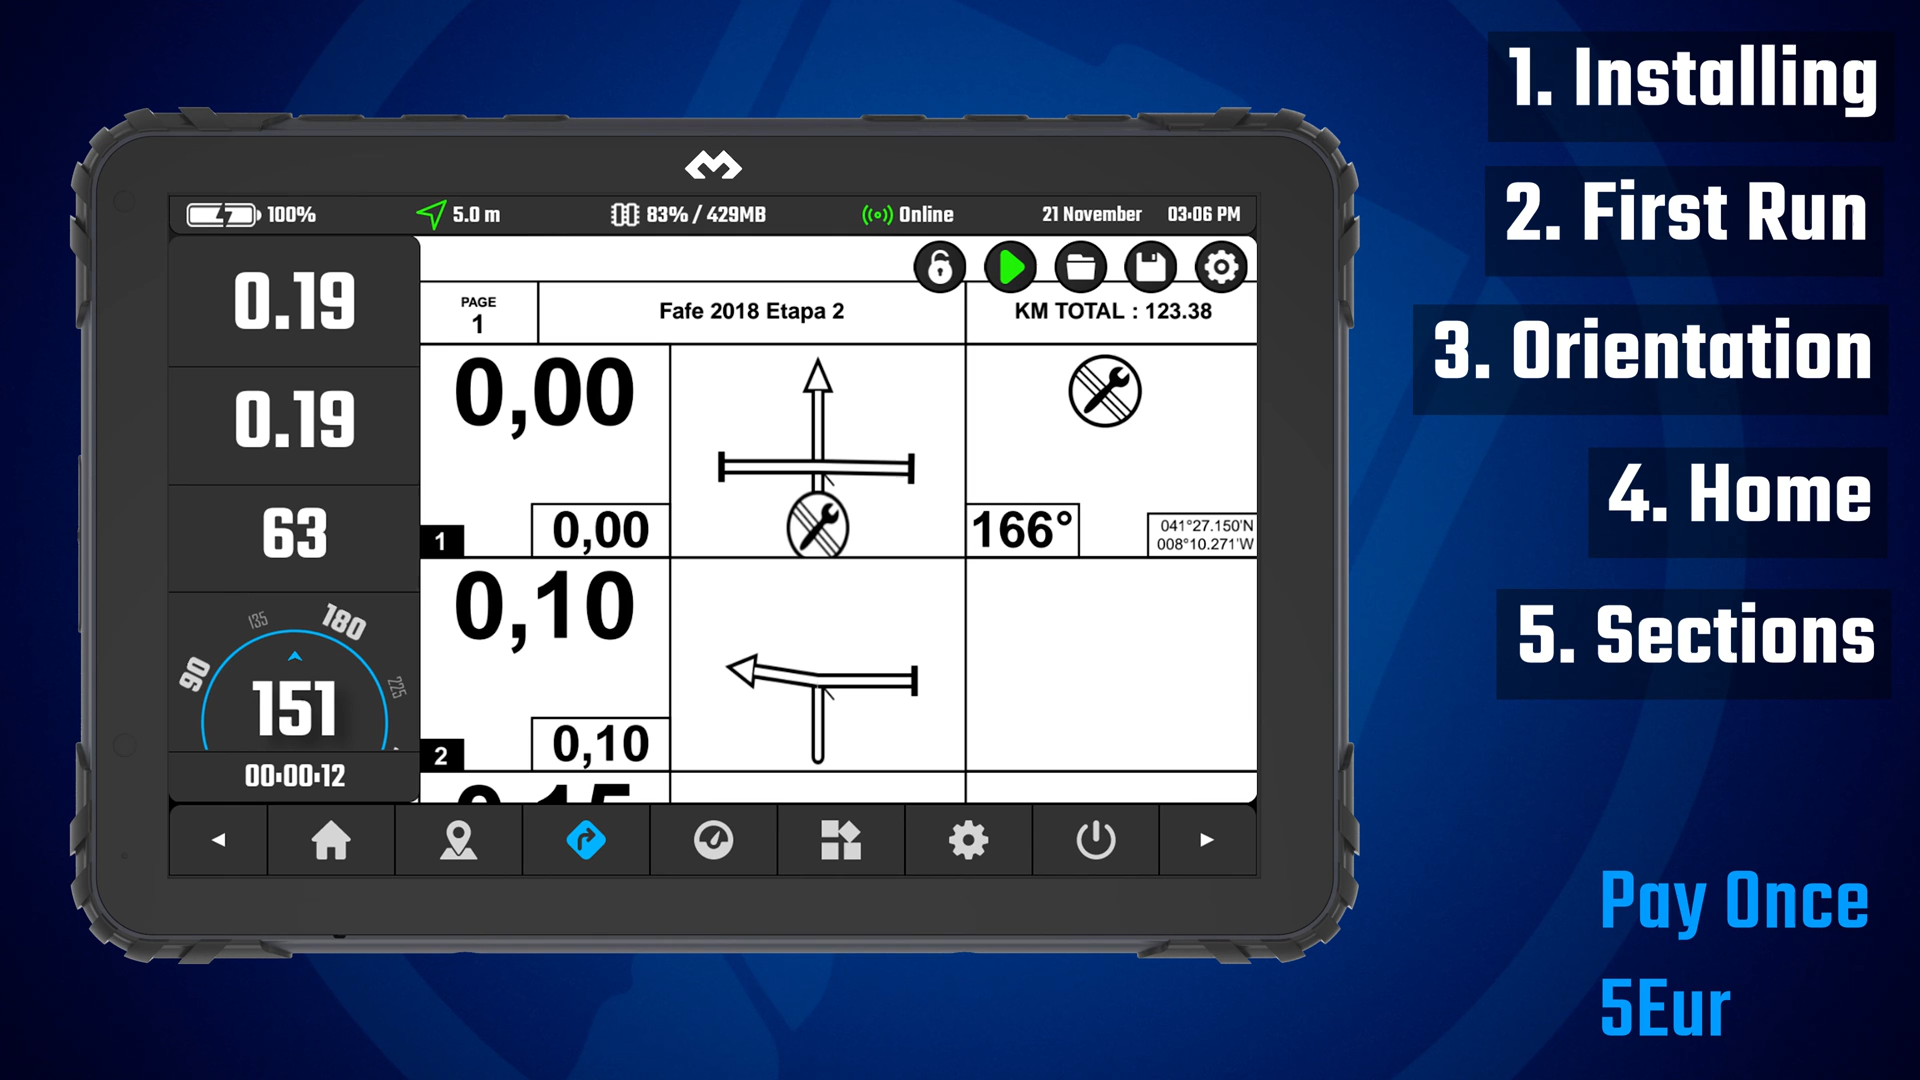 100%
5.0 m
83% / 429MB
Online
21 November
03:06 PM
0.19
0.19
63
90
135
180
225
151
00:00:12
PAGE
1
Fafe 2018 Etapa 2
KM TOTAL : 123.38
0,00
1
0,00
166°
041°27.150'N
008°10.271'W
0,10
2
0,10
0,15
1. Installing
2. First Run
3. Orientation
4. Home
5. Sections
Pay Once
5Eur